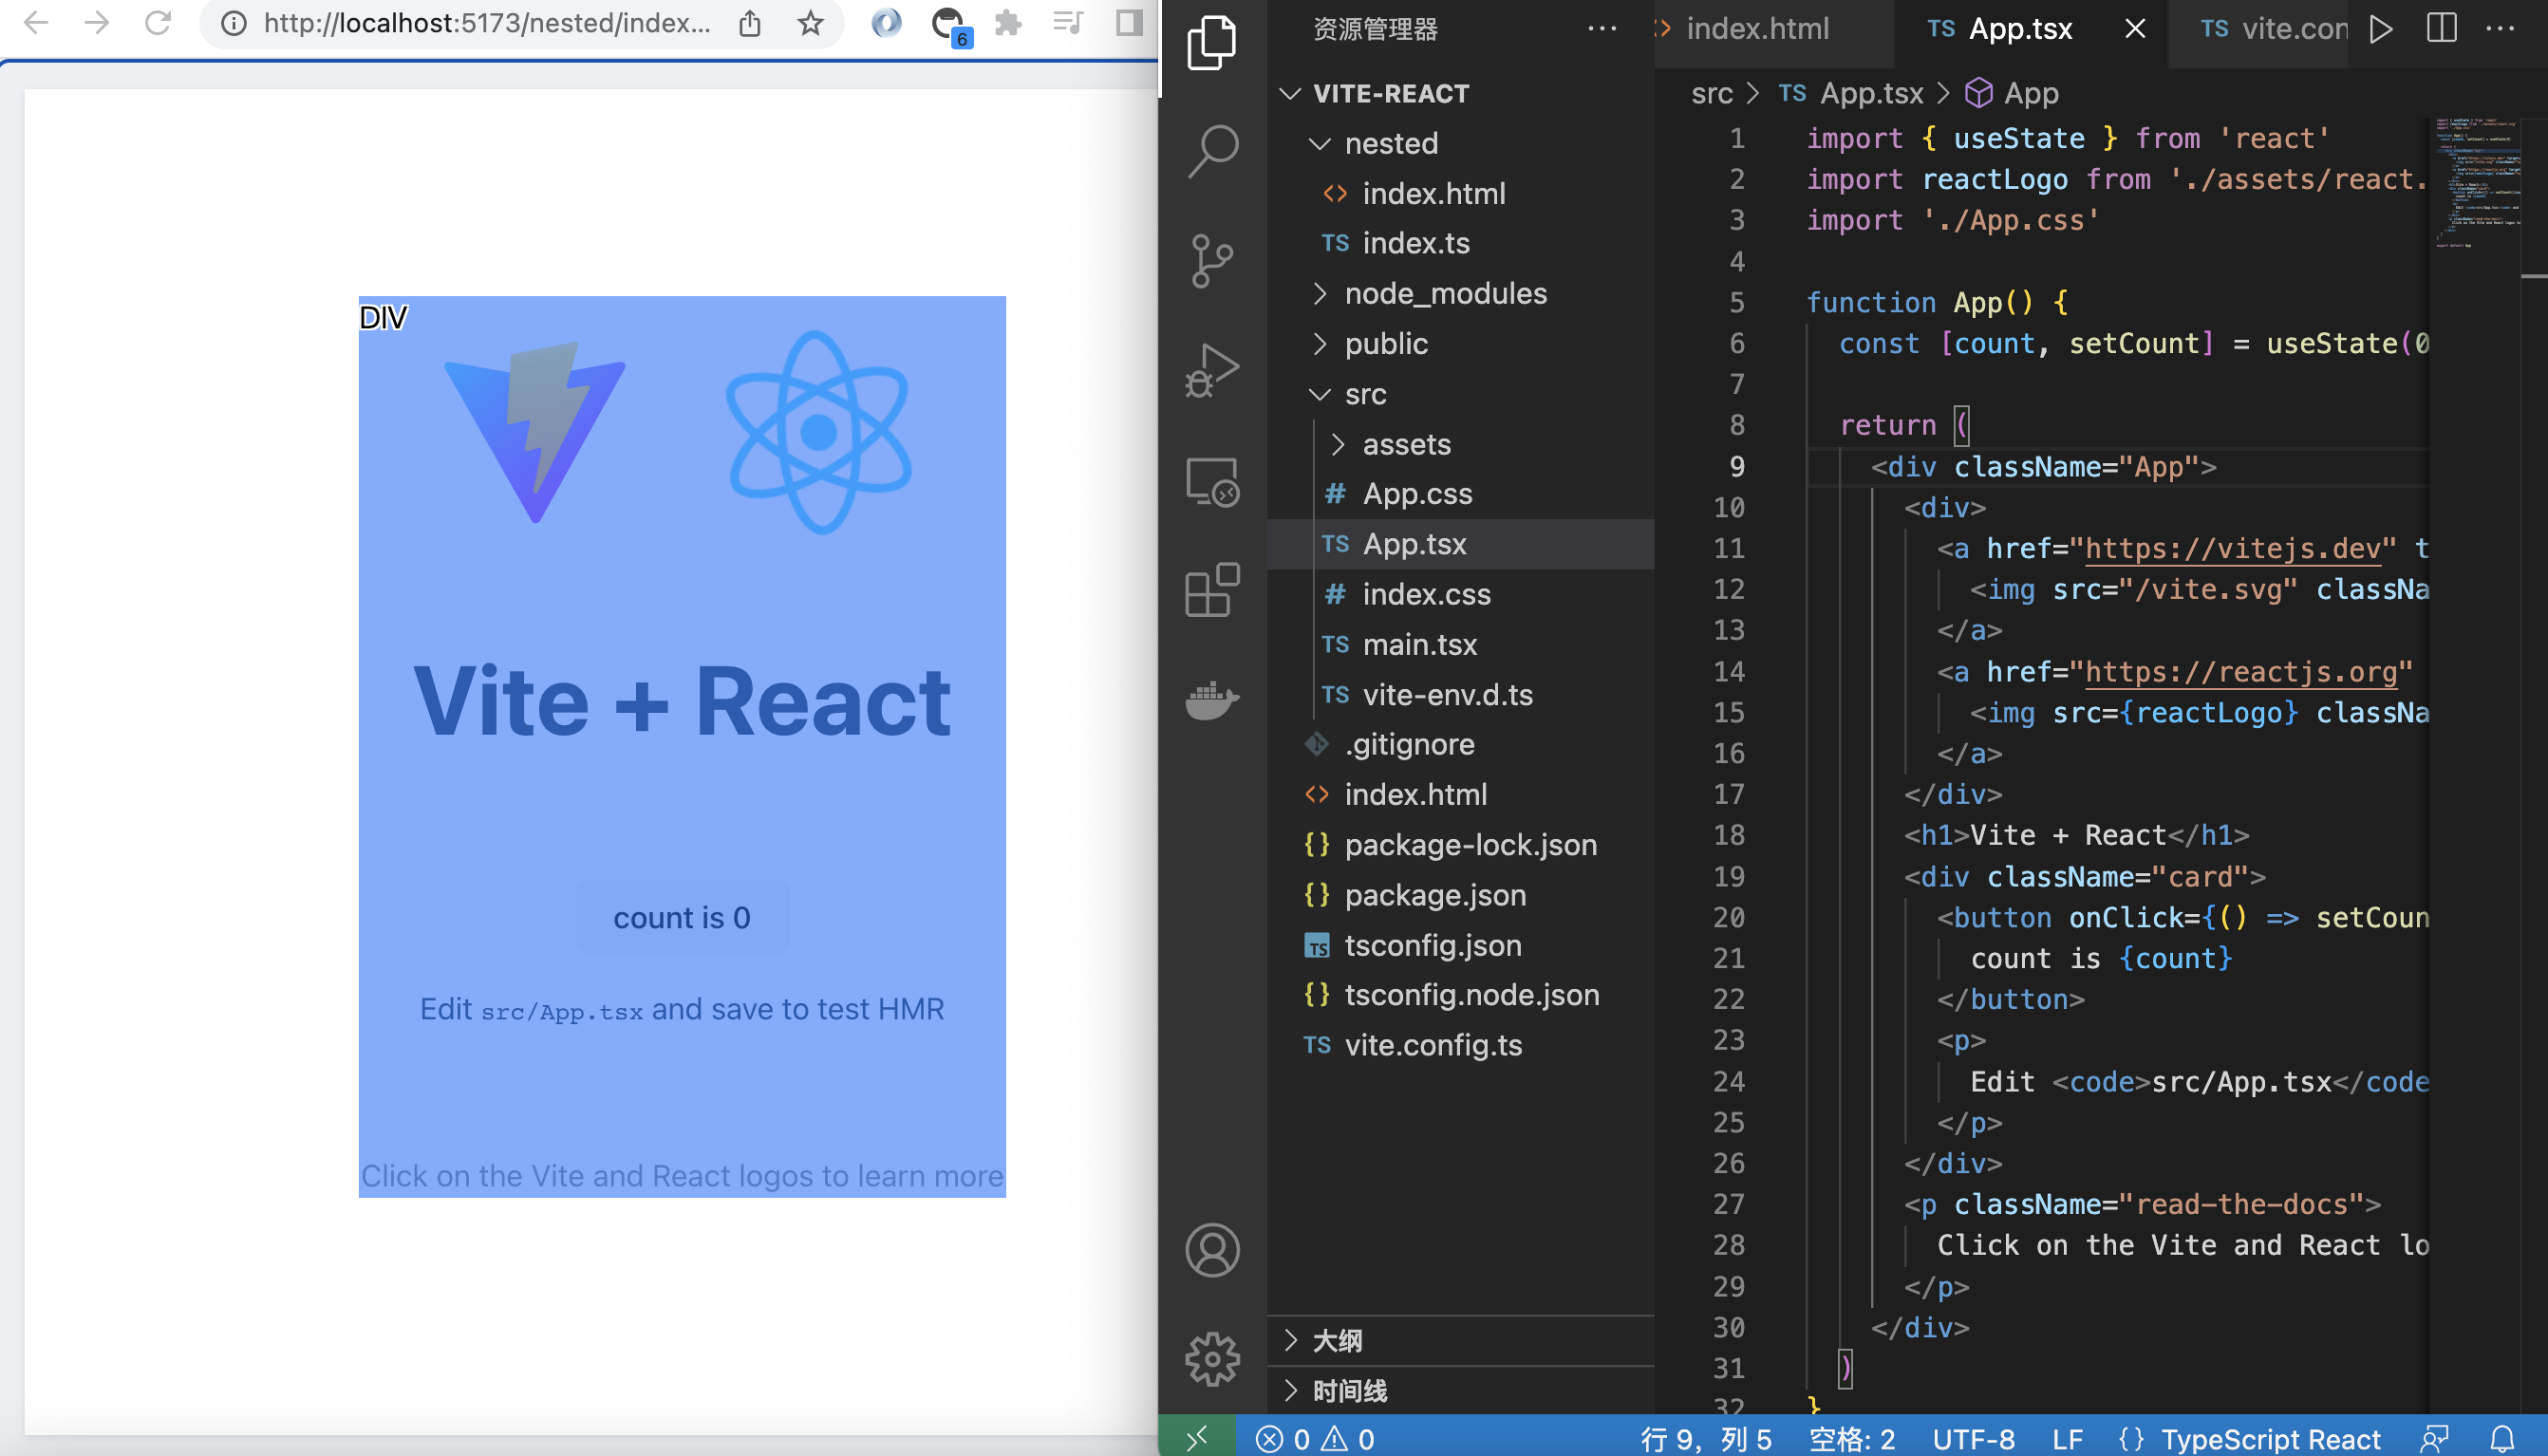 http://localhost:5173/nested/index...
6
DIV
Vite + React
count is 0
Edit src/App.tsx and save to test HMR
Click on the Vite and React logos to learn more
资源管理器
VITE-REACT
nested
<> index.html
TS index.ts
node_modules
public
src
assets
# App.css
TS App.tsx
# index.css
TS main.tsx
TS vite-env.d.ts
.gitignore
<> index.html
{} package-lock.json
{} package.json
TS tsconfig.json
{} tsconfig.node.json
TS vite.config.ts
大纲
时间线
index.html
TS App.tsx
TS vite.con
src > TS App.tsx > App
1 import { useState } from 'react'
2 import reactLogo from './assets/react.
3 import './App.css'
4
5 function App() {
6 const [count, setCount] = useState(0
7
8 return (
9 <div className="App">
10 <div>
11 <a href="https://vitejs.dev" t
12 <img src="/vite.svg" classNa
13 </a>
14 <a href="https://reactjs.org"
15 <img src={reactLogo} classNa
16 </a>
17 </div>
18 <h1>Vite + React</h1>
19 <div className="card">
20 <button onClick={() => setCoun
21 count is {count}
22 </button>
23 <p>
24 Edit <code>src/App.tsx</code
25 </p>
26 </div>
27 <p className="read-the-docs">
28 Click on the Vite and React lo
29 </p>
30 </div>
31 )
32 }
0 0
行 9，列 5
空格: 2
UTF-8
LF
{} TypeScript React